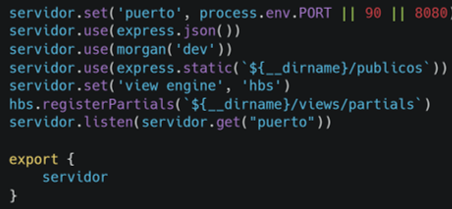 servidor.set('puerto', process.env.PORT || 90 || 8080)
servidor.use(express.json())
servidor.use(morgan('dev'))
servidor.use(express.static(`${__dirname}/publicos`))
servidor.set('view engine', 'hbs')
hbs.registerPartials(`${__dirname}/views/partials`)
servidor.listen(servidor.get("puerto"))
export {
servidor
}